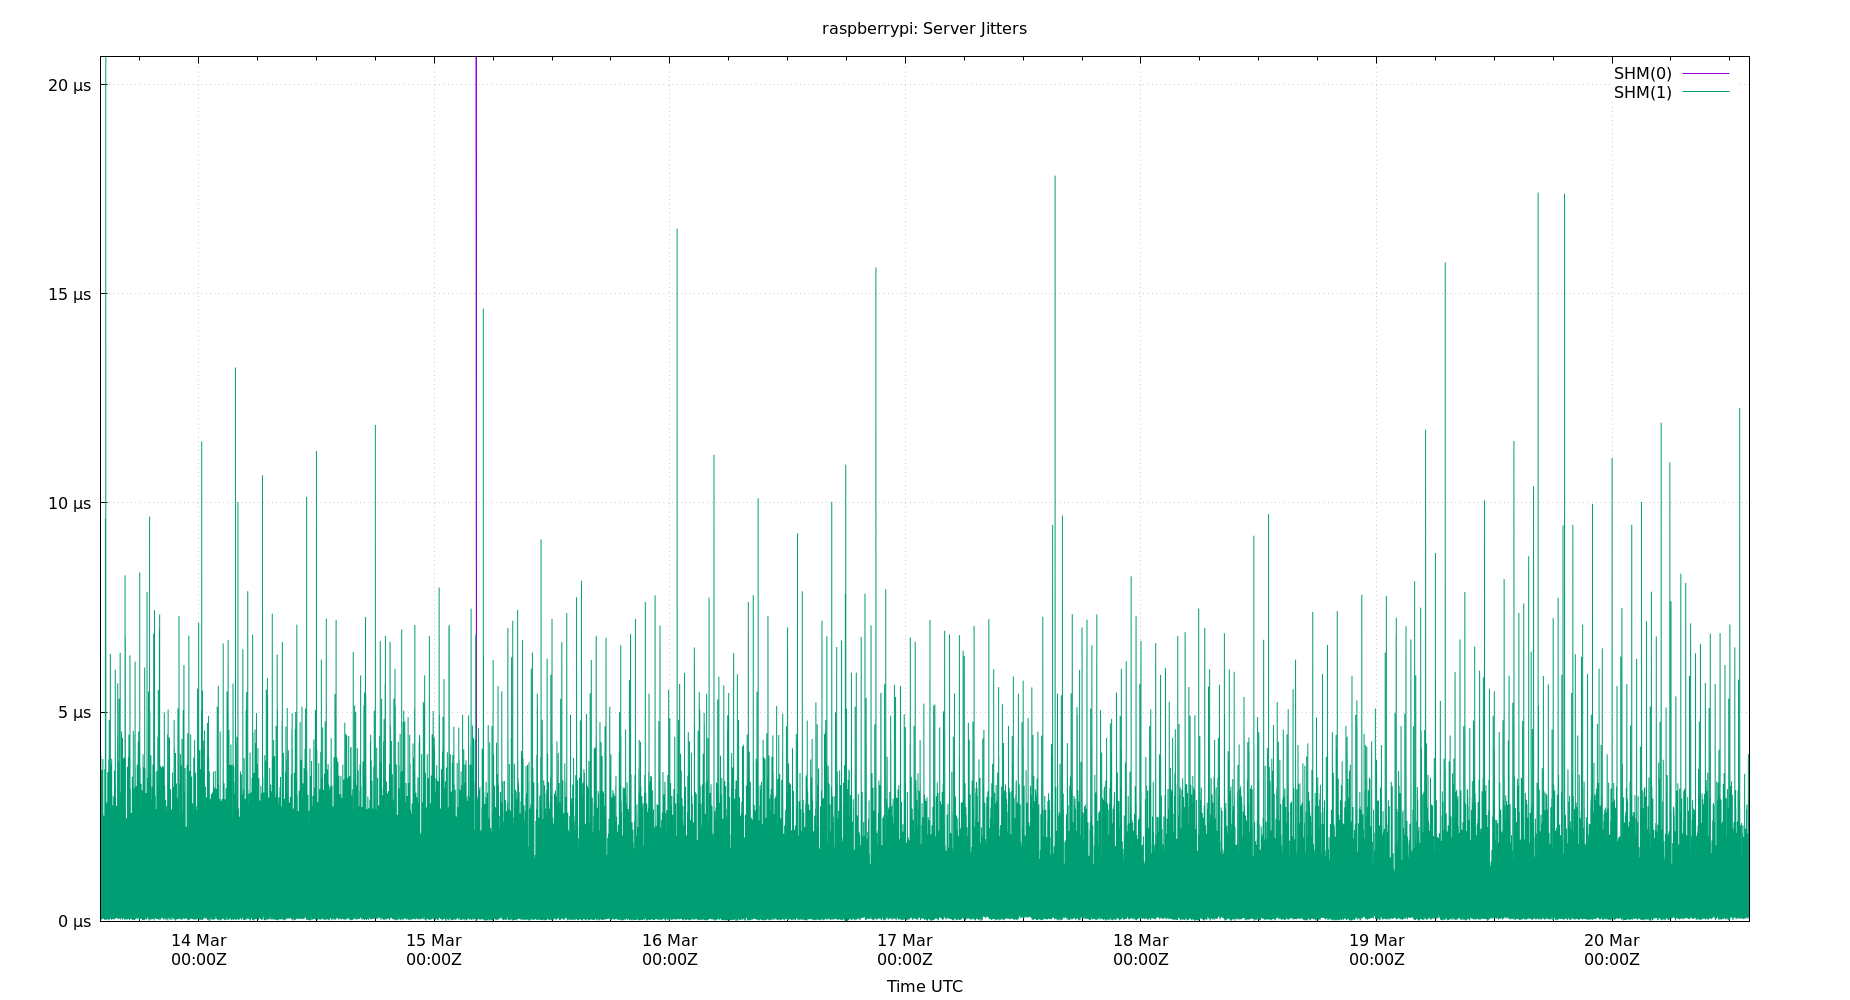 raspberrypi: Server Jitters
SHM(0)
SHM(1)
20 µs
15 µs
10 µs
5 µs
0 µs
14 Mar 15 Mar 16 Mar 17 Mar 18 Mar 19 Mar 20 Mar
00:00Z 00:00Z 00:00Z 00:00Z 00:00Z 00:00Z 00:00Z
Time UTC